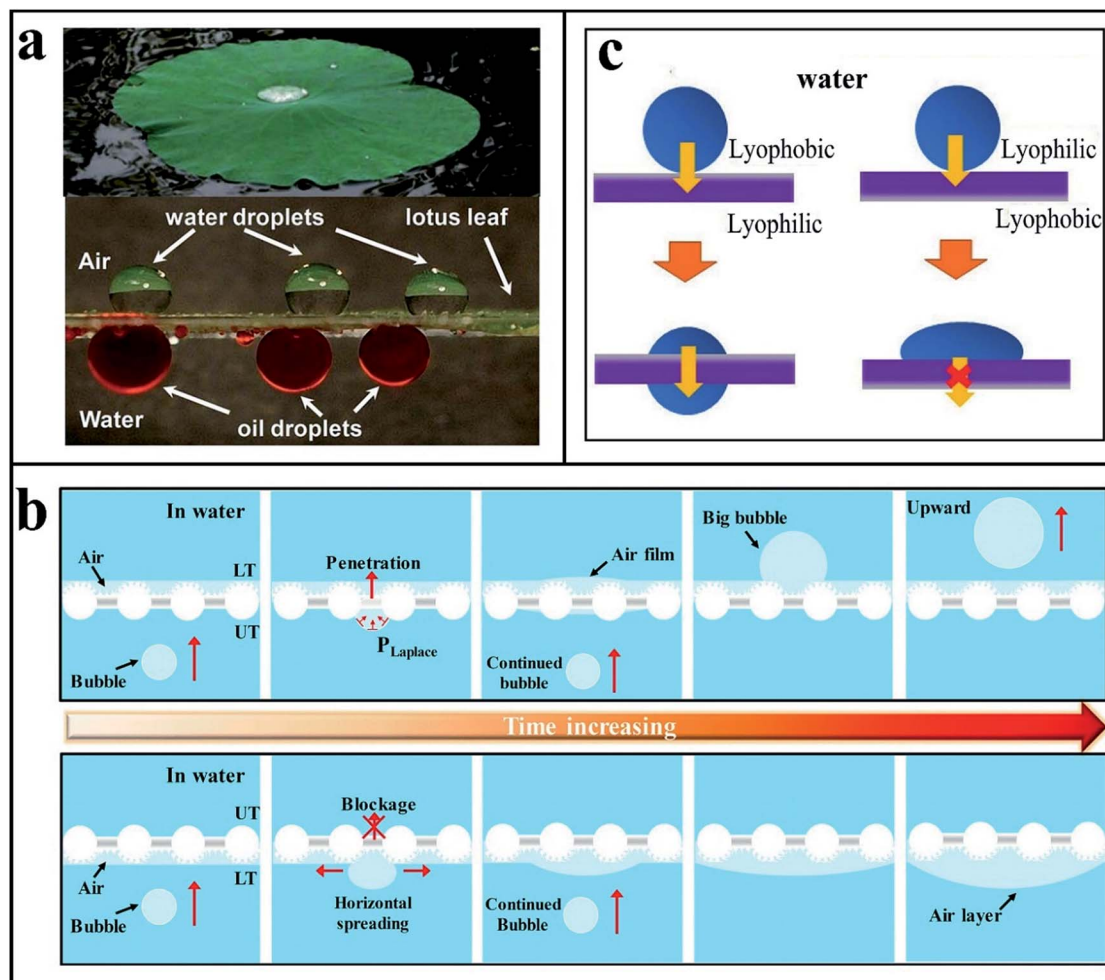 a
water droplets
lotus leaf
Air
Water
oil droplets
c
water
Lyophobic
Lyophilic
Lyophilic
Lyophobic
b
In water
Air
LT
UT
Bubble
Penetration
P Laplace
Air film
Continued
bubble
Big bubble
Upward
Time increasing
In water
UT
Air
LT
Bubble
Blockage
Horizontal
spreading
Continued
Bubble
Air layer